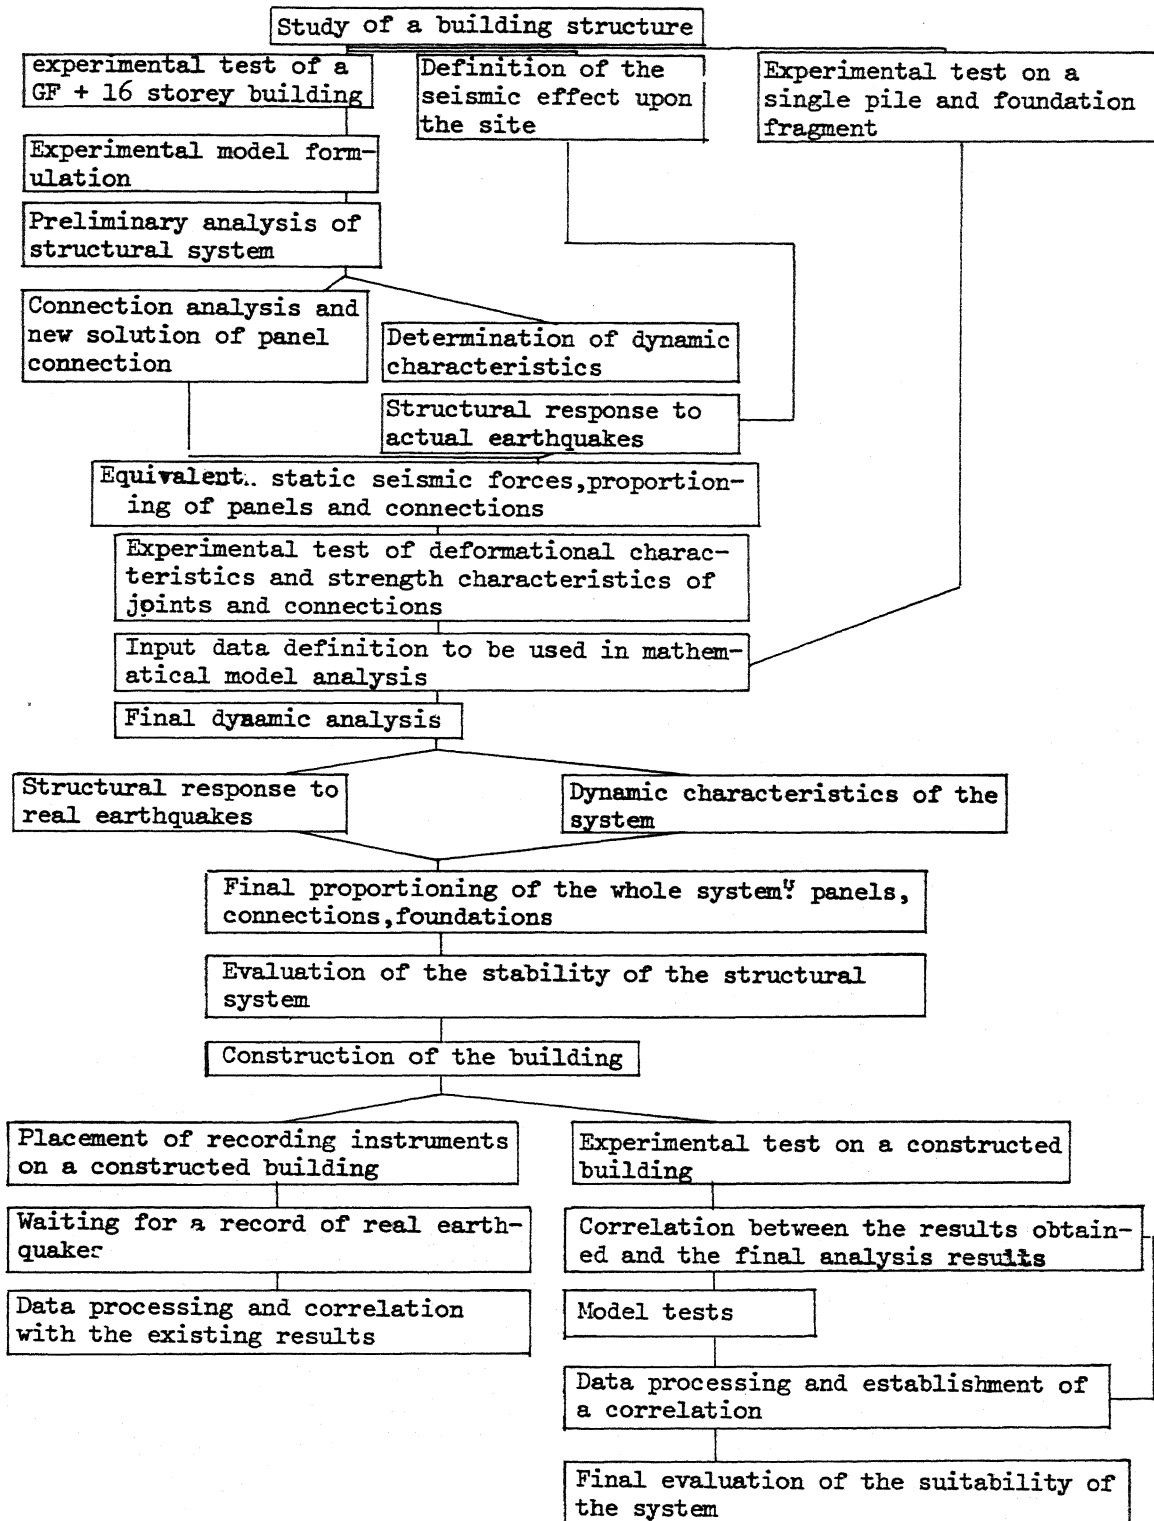 Study of a building structure
experimental test of a
GF + 16 storey building
Definition of the
seismic effect upon
the site
Experimental test on a
single pile and foundation
fragment
Experimental model form-
ulation
Preliminary analysis of
structural system
Connection analysis and
new solution of panel
connection
Determination of dynamic
characteristics
Structural response to
actual earthquakes
Equivalent.. static seismic forces,proportion-
ing of panels and connections
Experimental test of deformational charac-
teristics and strength characteristics of
joints and connections
Input data definition to be used in mathem-
atical model analysis
Final dynamic analysis
Structural response to
real earthquakes
Dynamic characteristics of the
system
Final proportioning of the whole system: panels,
connections,foundations
Evaluation of the stability of the structural
system
Construction of the building
Placement of recording instruments
on a constructed building
Experimental test on a constructed
building
Waiting for a record of real earth-
quakes
Correlation between the results obtain-
ed and the final analysis results
Data processing and correlation
with the existing results
Model tests
Data processing and establishment of
a correlation
Final evaluation of the suitability of
the system